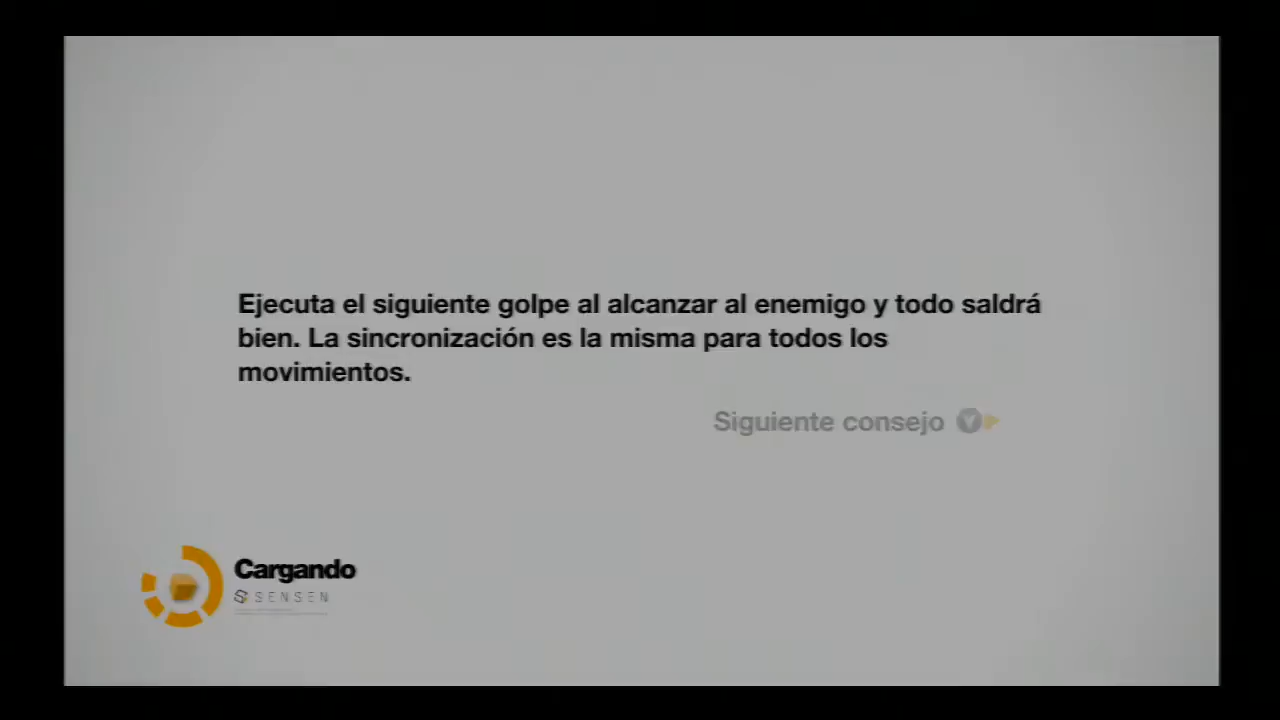 Ejecuta el siguiente golpe al alcanzar al enemigo y todo saldrá
bien. La sincronización es la misma para todos los
movimientos.
Siguiente consejo Y
Cargando
SENSEN